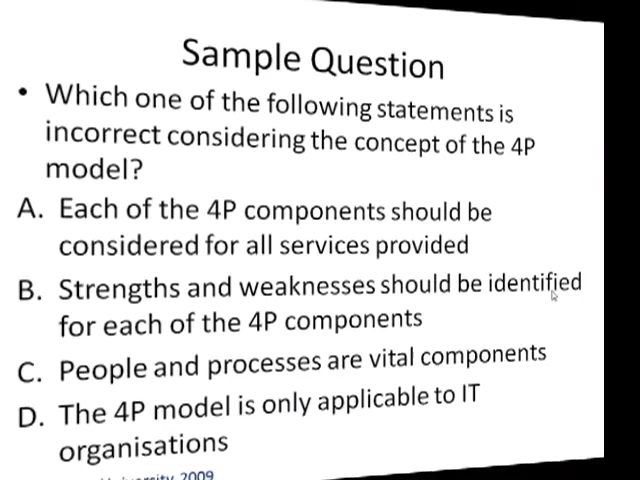 Sample Question
• Which one of the following statements is
incorrect considering the concept of the 4P
model?
A. Each of the 4P components should be
considered for all services provided
B. Strengths and weaknesses should be identified
for each of the 4P components
C. People and processes are vital components
D. The 4P model is only applicable to IT
organisations
University 2009